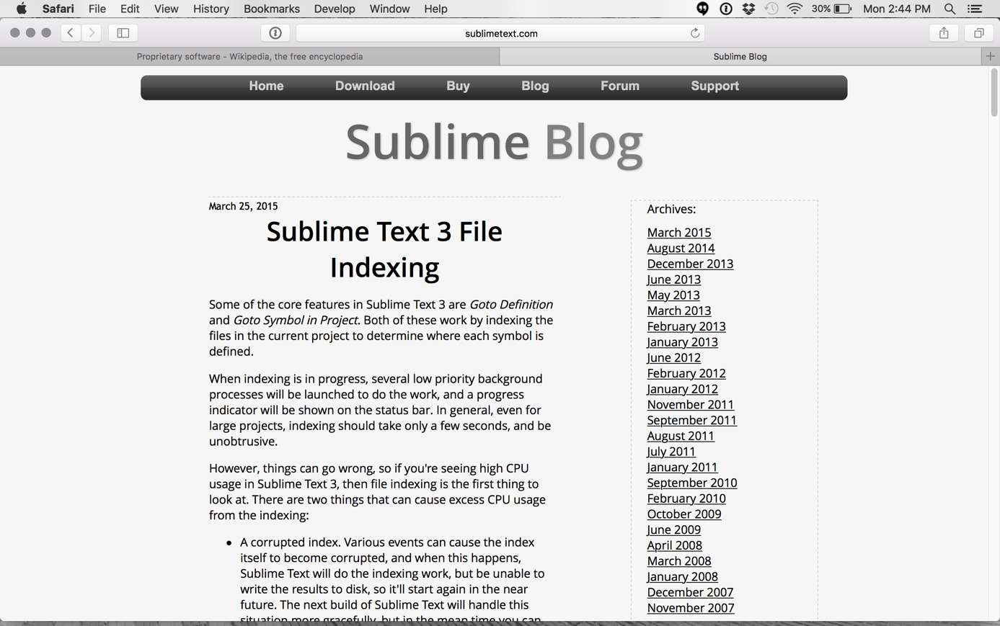 Safari File Edit View History Bookmarks Develop Window Help 30% Mon 2:44 PM
sublimetext.com
Proprietary software - Wikipedia, the free encyclopedia Sublime Blog
Home Download Buy Blog Forum Support
Sublime Blog
March 25, 2015
Sublime Text 3 File
Indexing
Some of the core features in Sublime Text 3 are Goto Definition
and Goto Symbol in Project. Both of these work by indexing the
files in the current project to determine where each symbol is
defined.
When indexing is in progress, several low priority background
processes will be launched to do the work, and a progress
indicator will be shown on the status bar. In general, even for
large projects, indexing should take only a few seconds, and be
unobtrusive.
However, things can go wrong, so if you're seeing high CPU
usage in Sublime Text 3, then file indexing is the first thing to
look at. There are two things that can cause excess CPU usage
from the indexing:
• A corrupted index. Various events can cause the index
itself to become corrupted, and when this happens,
Sublime Text will do the indexing work, but be unable to
write the results to disk, so it'll start again in the near
future. The next build of Sublime Text will handle this
situation more gracefully, but in the mean time you can
Archives:
March 2015
August 2014
December 2013
June 2013
May 2013
March 2013
February 2013
January 2013
June 2012
February 2012
January 2012
November 2011
September 2011
August 2011
July 2011
January 2011
September 2010
February 2010
October 2009
June 2009
April 2008
March 2008
January 2008
December 2007
November 2007